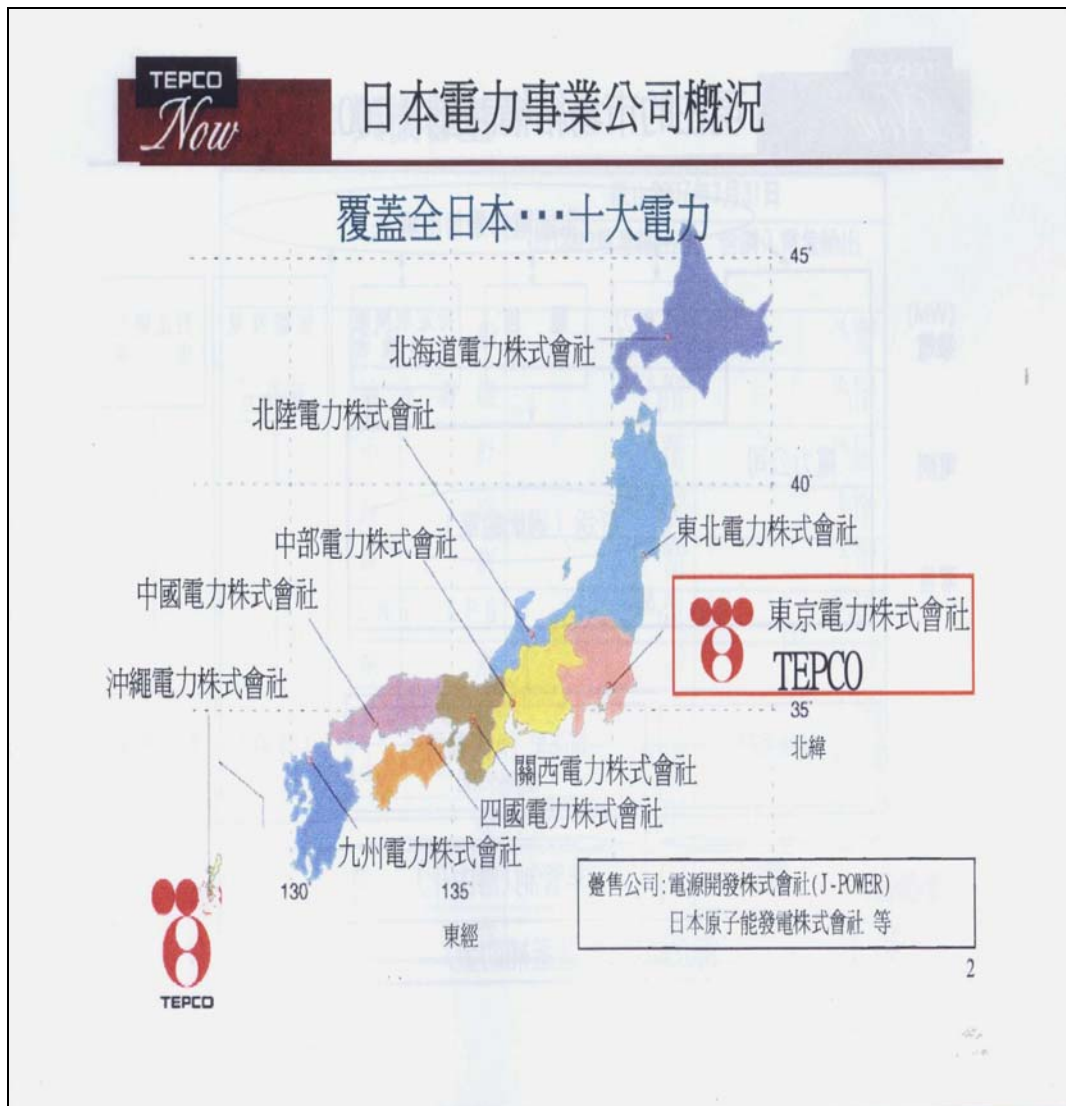 TEPCO
Now
日本電力事業公司概況
覆蓋全日本···十大電力
45°
北海道電力株式會社
北陸電力株式會社
40°
東北電力株式會社
中部電力株式會社
中國電力株式會社
東京電力株式會社
TEPCO
沖繩電力株式會社
35°
北緯
關西電力株式會社
四國電力株式會社
九州電力株式會社
130°
135°
東經
躉售公司:電源開發株式會社(J-POWER)
日本原子能發電株式會社 等
2
TEPCO